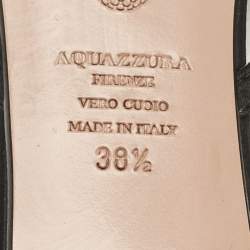 AQUAZZURA
FIRENZE
VERO CUOIO
MADE IN ITALY
38½